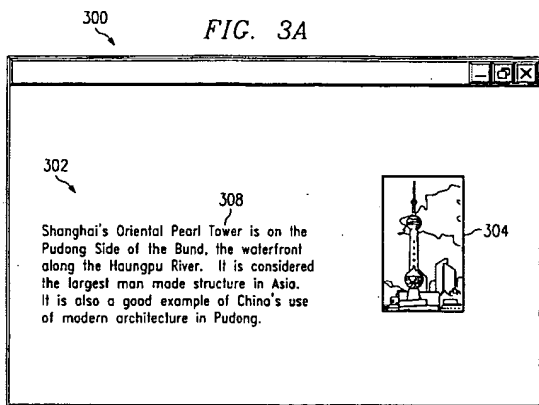 300
FIG. 3A
302
308
Shanghai's Oriental Pearl Tower is on the
Pudong Side of the Bund, the waterfront
along the Haungpu River. It is considered
the largest man made structure in Asia.
It is also a good example of China's use
of modern architecture in Pudong.
304